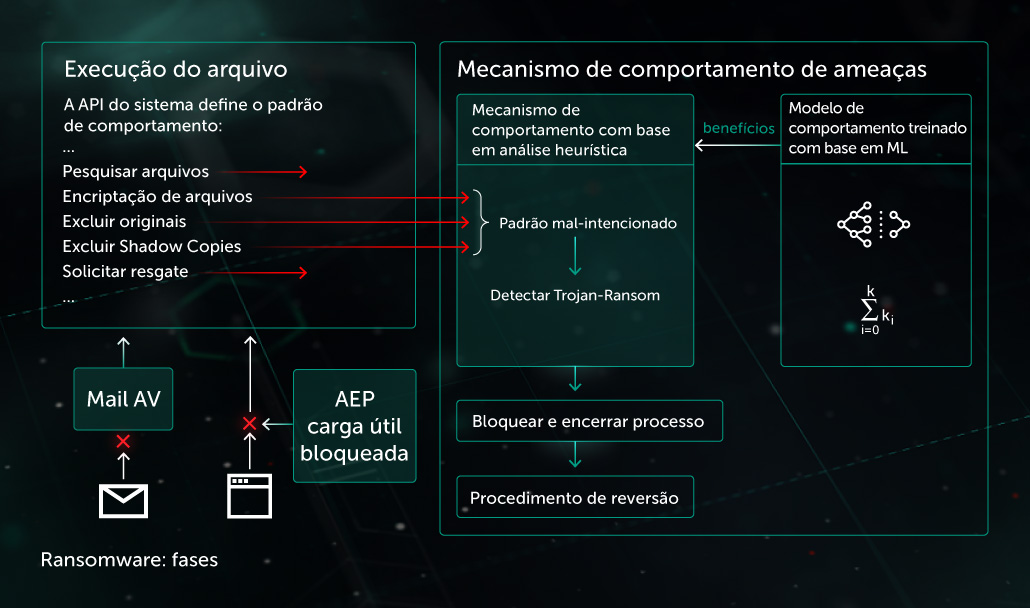 Execução do arquivo
A API do sistema define o padrão
de comportamento:
...
Pesquisar arquivos
Encriptação de arquivos
Excluir originais
Excluir Shadow Copies
Solicitar resgate
...
Mail AV
AEP
carga útil
bloqueada
Mecanismo de comportamento de ameaças
Mecanismo de
comportamento com base
em análise heurística
Padrão mal-intencionado
Detectar Trojan-Ransom
benefícios
Modelo de
comportamento treinado
com base em ML
k
∑ kᵢ
i=0
Bloquear e encerrar processo
Procedimento de reversão
Ransomware: fases